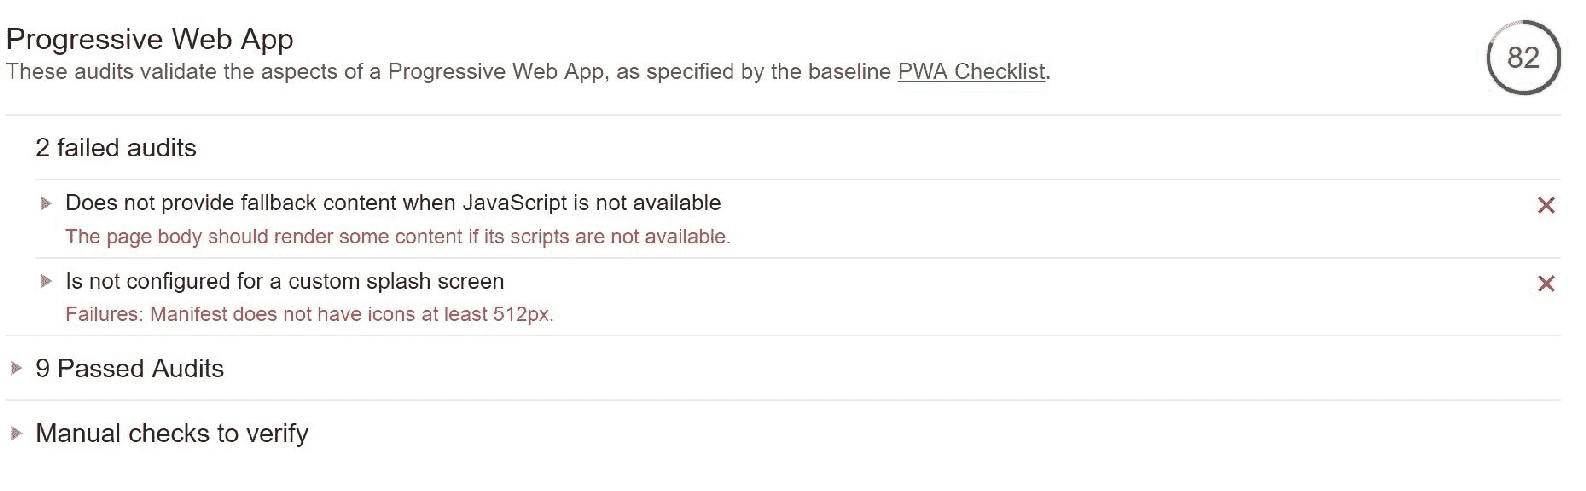 Progressive Web App
82
These audits validate the aspects of a Progressive Web App, as specified by the baseline PWA Checklist.
2 failed audits
Does not provide fallback content when JavaScript is not available
The page body should render some content if its scripts are not available.
Is not configured for a custom splash screen
Failures: Manifest does not have icons at least 512px.
9 Passed Audits
Manual checks to verify